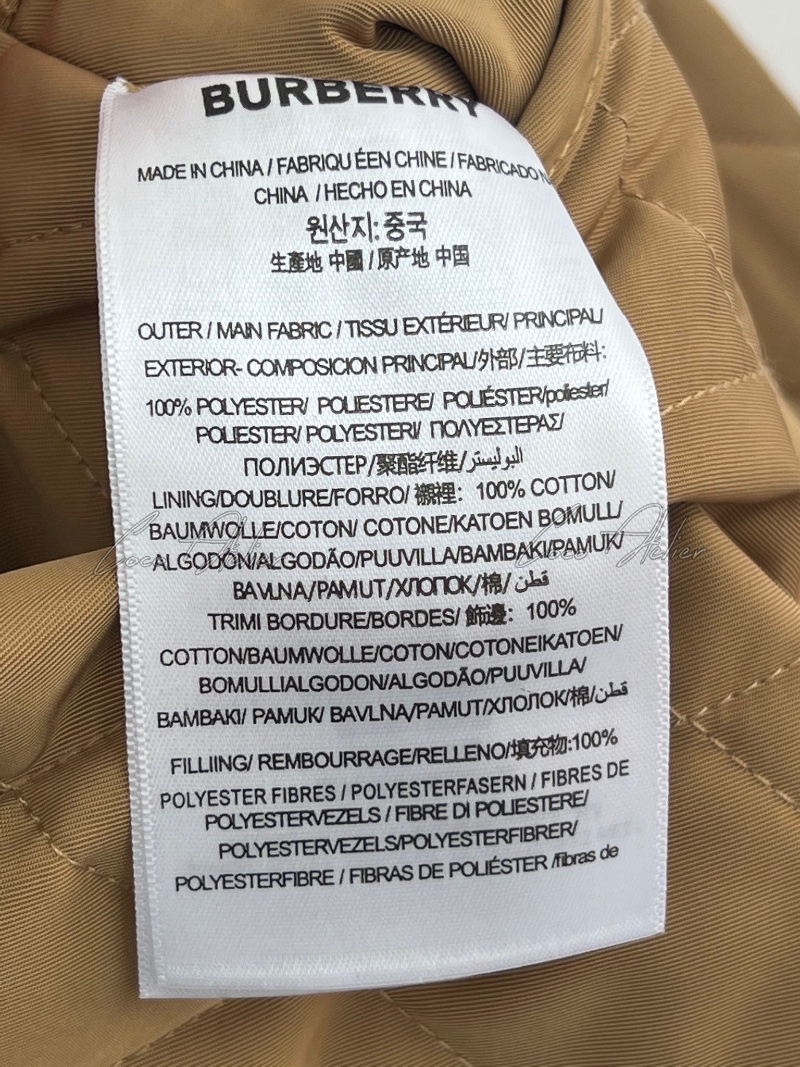 BURBERRY
MADE IN CHINA / FABRIQU ÉEN CHINE / FABRICADO N
CHINA / HECHO EN CHINA
원산지: 중국
生產地 中國 / 原产地 中国
OUTER / MAIN FABRIC / TISSU EXTÉRIEUR/ PRINCIPAL/
EXTERIOR- COMPOSICION PRINCIPAL/外部/主要布料:
100% POLYESTER/ POLIESTERE/ POLIÉSTER/poliester/
POLIESTER/ POLYESTERI/ ΠΟΛΥΕΣΤΕΡΑΣ/
ПОЛИЭСТЕР/聚酯纤维/البوليستر
LINING/DOUBLURE/FORRO/ 襯裡: 100% COTTON/
BAUMWOLLE/COTON/ COTONE/KATOEN BOMULL/
ALGODON/ALGODÃO/PUUVILLA/BAMBAKI/PAMUK/
BAVLNA/PAMUT/ХЛОПОК/棉/ قطن
TRIMI BORDURE/BORDES/ 飾邊: 100%
COTTON/BAUMWOLLE/COTON/COTONEIKATOEN/
BOMULLIALGODON/ALGODÃO/PUUVILLA/
BAMBAKI/ PAMUK/ BAVLNA/PAMUT/ХЛОПОК/棉/قطن
FILLIING/ REMBOURRAGE/RELLENO/填充物:100%
POLYESTER FIBRES / POLYESTERFASERN / FIBRES DE
POLYESTERVEZELS / FIBRE DI POLIESTERE/
POLYESTERVEZELS/POLYESTERFIBRER/
POLYESTERFIBRE / FIBRAS DE POLIÉSTER /fibras de